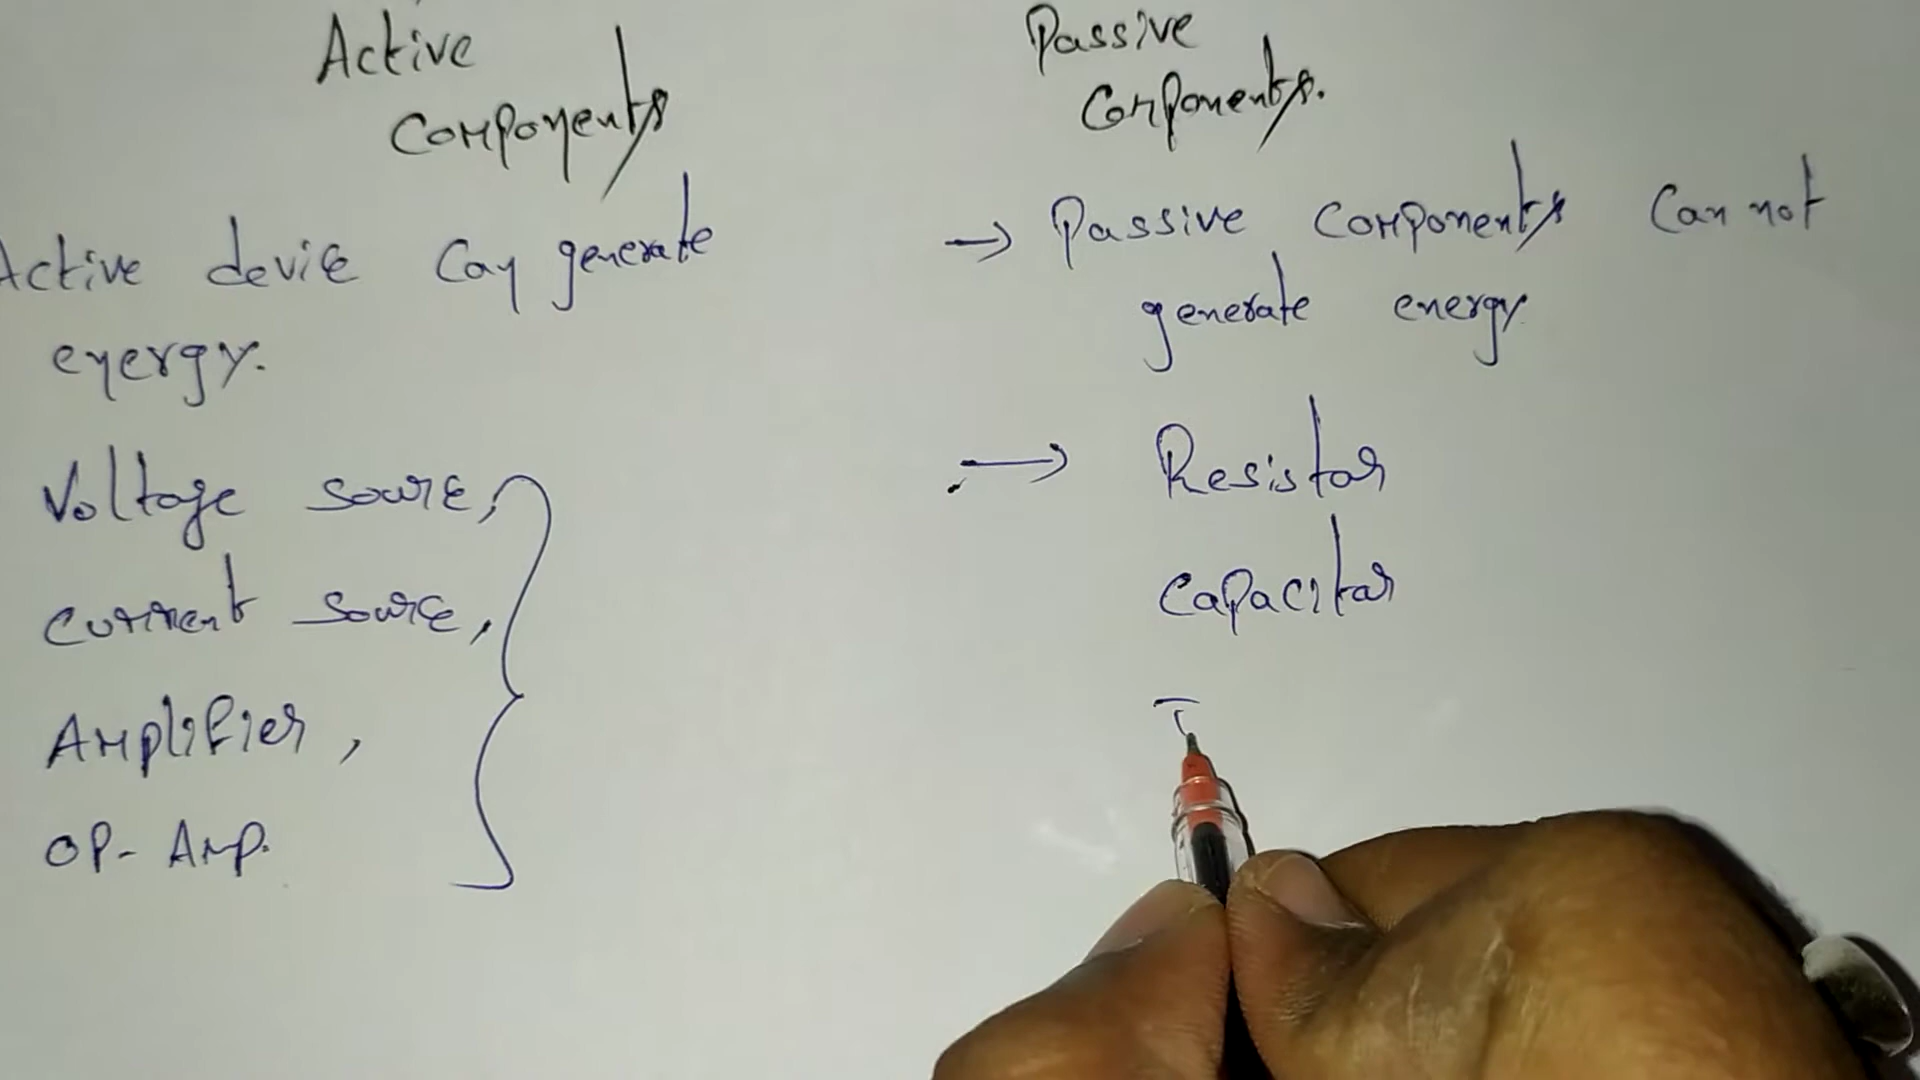 Active
Components
Active device can generate
energy.
Voltage source,
current source,
Amplifier,
OP-Amp.
Passive
Components.
→ Passive components can not
generate energy
→ Resistor
capacitor
I